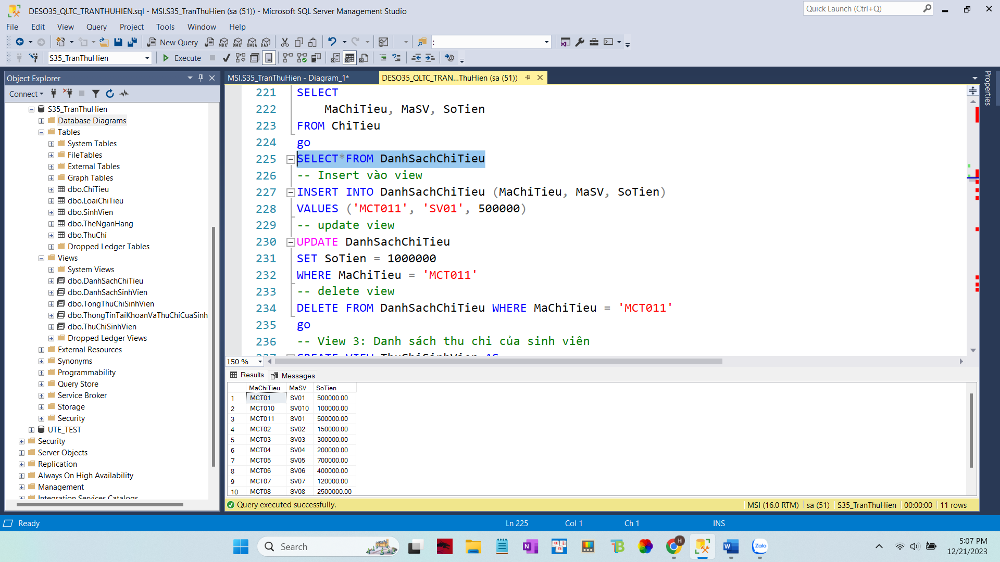 DESO35_QLTC_TRANTHUHIEN.sql - MSI.S35_TranThuHien (sa (51)) - Microsoft SQL Server Management Studio
Quick Launch (Ctrl+Q)
File Edit View Query Project Tools Window Help
New Query
MDX DMX XMLA DAX
:
S35_TranThuHien
Execute
Object Explorer
MSI.S35_TranThuHien - Diagram_1*
DESO35_QLTC_TRAN...ThuHien (sa (51))
Properties
Connect
S35_TranThuHien
Database Diagrams
Tables
System Tables
FileTables
External Tables
Graph Tables
dbo.ChiTieu
dbo.LoaiChiTieu
dbo.SinhVien
dbo.TheNganHang
dbo.ThuChi
Dropped Ledger Tables
Views
System Views
dbo.DanhSachChiTieu
dbo.DanhSachSinhVien
dbo.TongThuChiSinhVien
dbo.ThongTinTaiKhoanVaThuChiCuaSinh
dbo.ThuChiSinhVien
Dropped Ledger Views
External Resources
Synonyms
Programmability
Query Store
Service Broker
Storage
Security
UTE_TEST
Security
Server Objects
Replication
Always On High Availability
Management
Integration Services Catalogs
221 SELECT
222 MaChiTieu, MaSV, SoTien
223 FROM ChiTieu
224 go
225 SELECT*FROM DanhSachChiTieu
226 -- Insert vào view
227 INSERT INTO DanhSachChiTieu (MaChiTieu, MaSV, SoTien)
228 VALUES ('MCT011', 'SV01', 500000)
229 -- update view
230 UPDATE DanhSachChiTieu
231 SET SoTien = 1000000
232 WHERE MaChiTieu = 'MCT011'
233 -- delete view
234 DELETE FROM DanhSachChiTieu WHERE MaChiTieu = 'MCT011'
235 go
236 -- View 3: Danh sách thu chi của sinh viên
237 CREATE VIEW ThuChiSinhVien AS
150 %
Results Messages
MaChiTieu MaSV SoTien
1 MCT01 SV01 500000.00
2 MCT010 SV010 100000.00
3 MCT011 SV01 500000.00
4 MCT02 SV02 150000.00
5 MCT03 SV03 300000.00
6 MCT04 SV04 200000.00
7 MCT05 SV05 700000.00
8 MCT06 SV06 400000.00
9 MCT07 SV07 120000.00
10 MCT08 SV08 2500000.00
Query executed successfully.
MSI (16.0 RTM) sa (51) S35_TranThuHien 00:00:00 11 rows
Ready
Ln 225 Col 1 Ch 1 INS
Search
Zalo
5:07 PM
12/21/2023